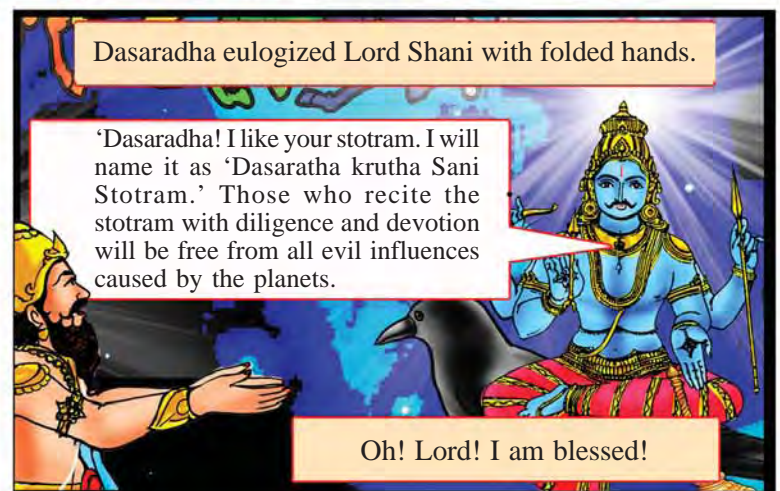 Dasaradha eulogized Lord Shani with folded hands.
‘Dasaradha! I like your stotram. I will
name it as ‘Dasaratha krutha Sani
Stotram.’ Those who recite the
stotram with diligence and devotion
will be free from all evil influences
caused by the planets.
Oh! Lord! I am blessed!